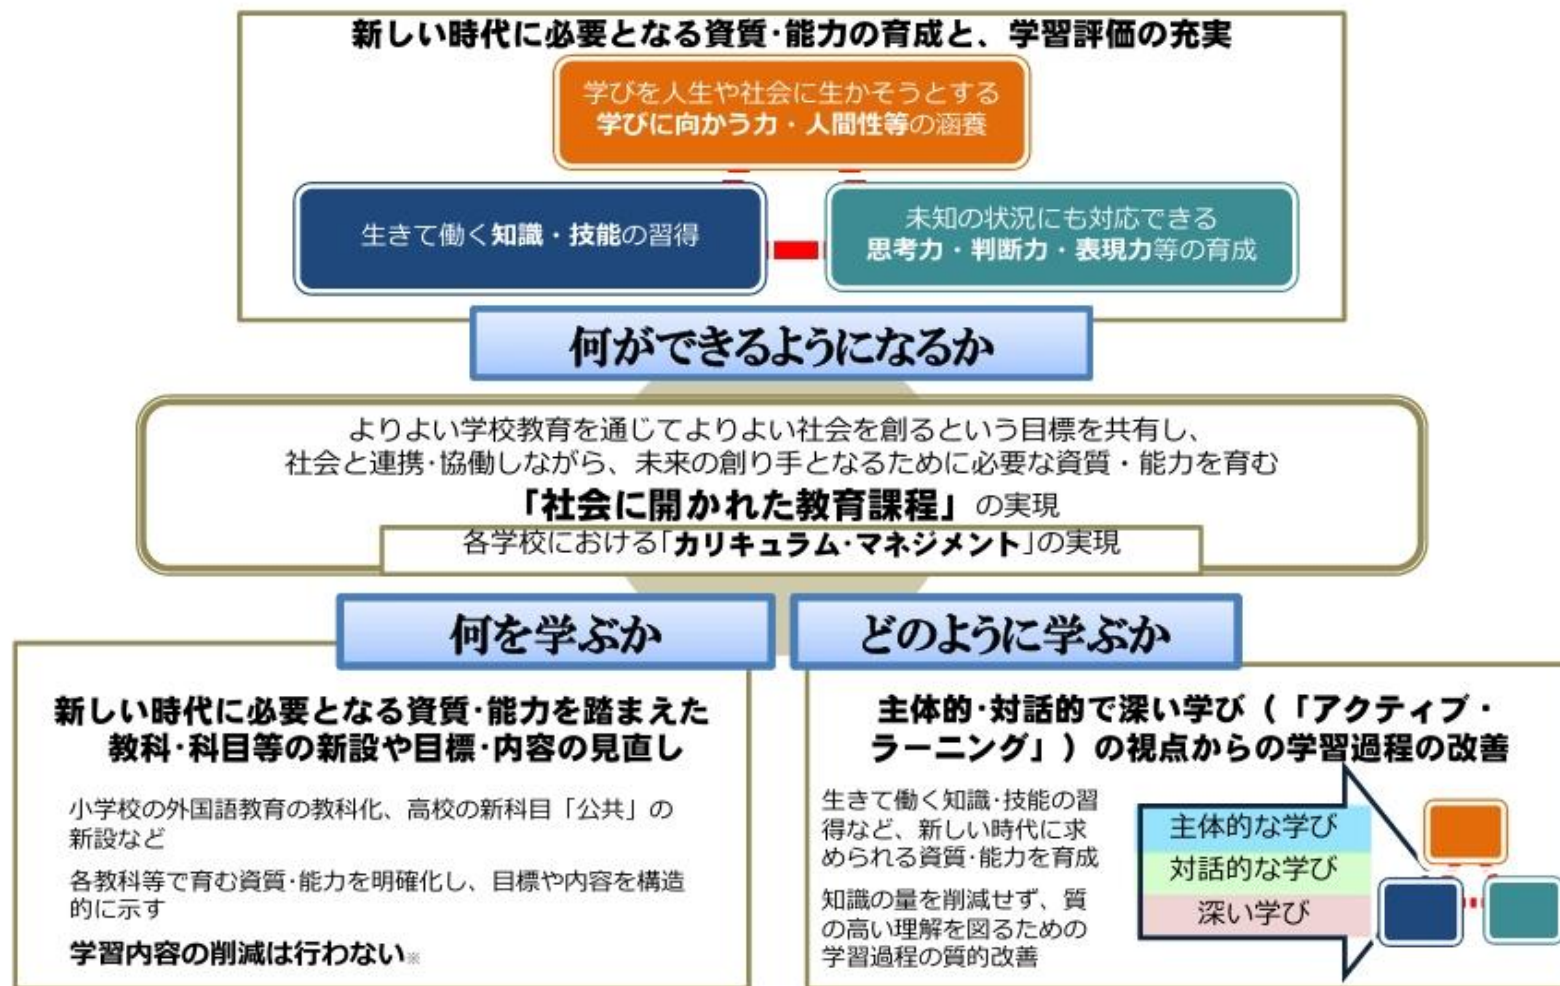 新しい時代に必要となる資質･能力の育成と、学習評価の充実
学びを人生や社会に生かそうとする
学びに向かう力・人間性等の涵養
生きて働く知識・技能の習得
未知の状況にも対応できる
思考力・判断力・表現力等の育成
何ができるようになるか
よりよい学校教育を通じてよりよい社会を創るという目標を共有し、
社会と連携･協働しながら、未来の創り手となるために必要な資質・能力を育む
「社会に開かれた教育課程」の実現
各学校における｢カリキュラム･マネジメント｣の実現
何を学ぶか
新しい時代に必要となる資質･能力を踏まえた
教科･科目等の新設や目標･内容の見直し
小学校の外国語教育の教科化、高校の新科目「公共」の
新設など
各教科等で育む資質･能力を明確化し、目標や内容を構造
的に示す
学習内容の削減は行わない※
どのように学ぶか
主体的･対話的で深い学び（「アクティブ・
ラーニング」）の視点からの学習過程の改善
生きて働く知識･技能の習
得など、新しい時代に求
められる資質･能力を育成
知識の量を削減せず、質
の高い理解を図るための
学習過程の質的改善
主体的な学び
対話的な学び
深い学び